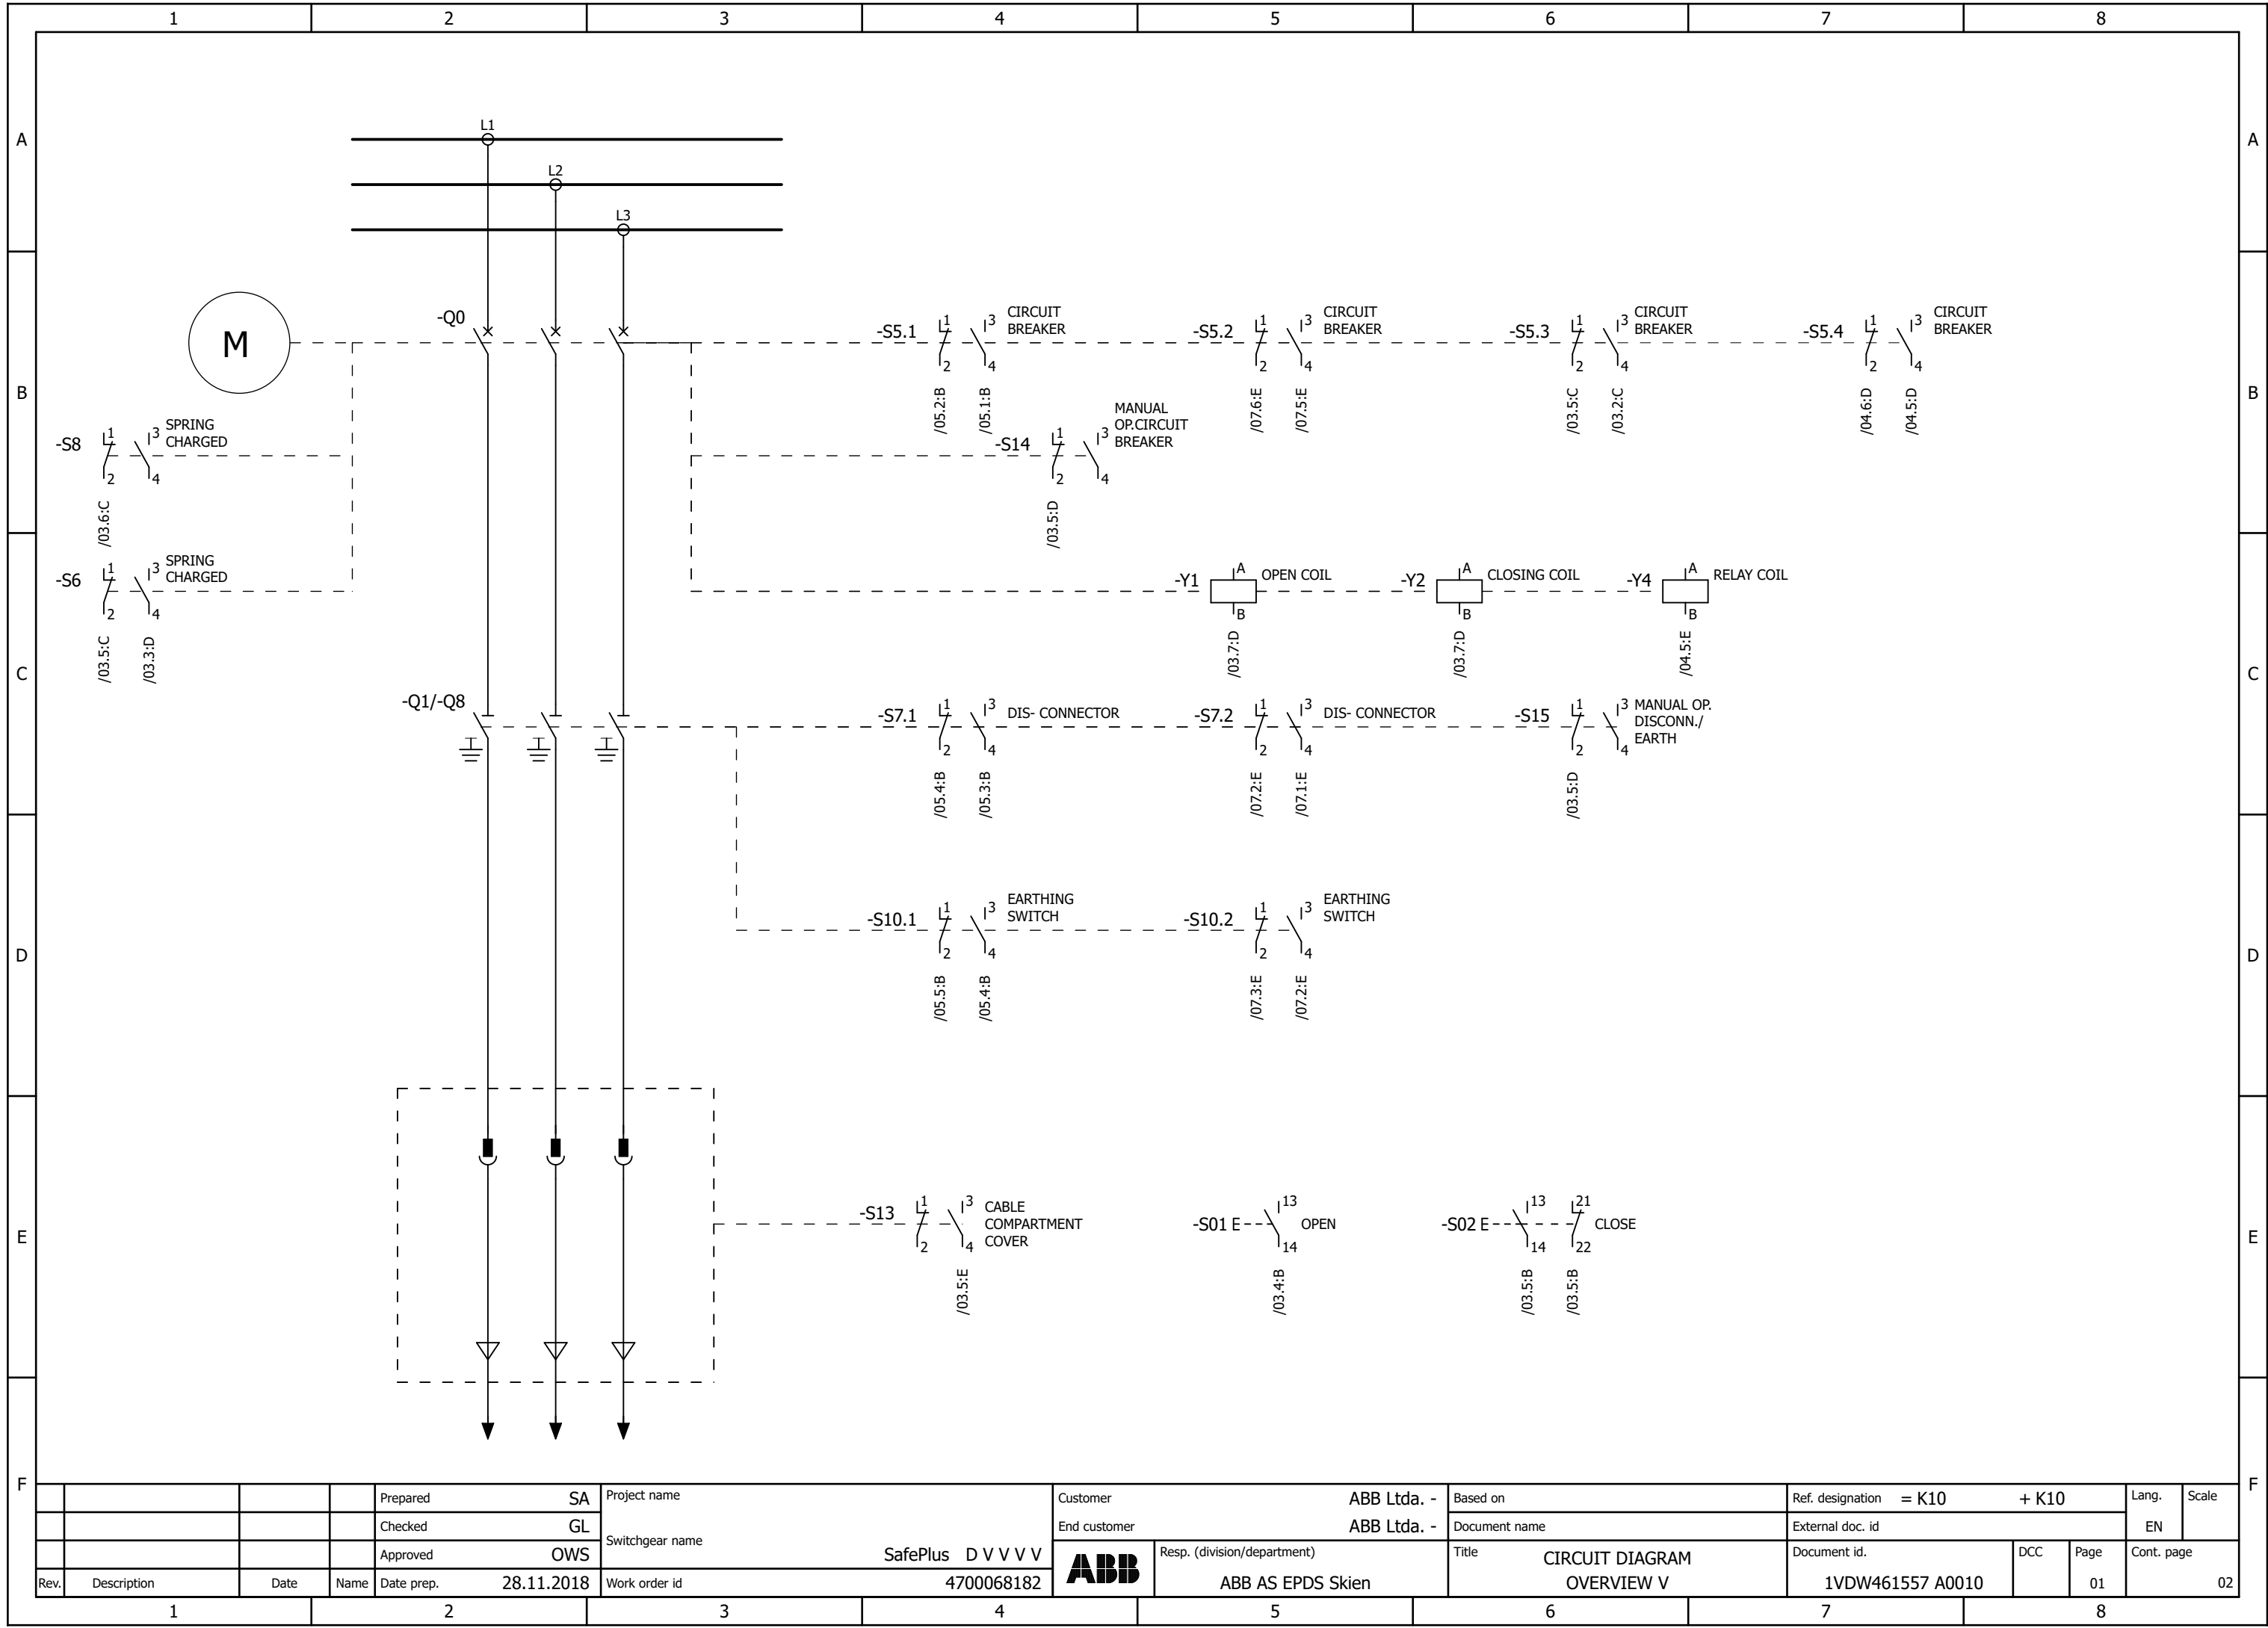 1 2 3 4 5 6 7 8
A A
L1
L2
L3
M
-Q0
-S5.1 1 2 3 4 CIRCUIT
BREAKER
/05.2:B /05.1:B
-S5.2 1 2 3 4 CIRCUIT
BREAKER
/07.6:E /07.5:E
-S5.3 1 2 3 4 CIRCUIT
BREAKER
/03.5:C /03.2:C
-S5.4 1 2 3 4 CIRCUIT
BREAKER
/04.6:D /04.5:D
B B
-S8 1 2 3 4 SPRING
CHARGED
/03.6:C
-S14 1 2 3 4 MANUAL
OP.CIRCUIT
BREAKER
/03.5:D
-S6 1 2 3 4 SPRING
CHARGED
/03.5:C /03.3:D
-Y1 A B OPEN COIL
/03.7:D
-Y2 A B CLOSING COIL
/03.7:D
-Y4 A B RELAY COIL
/04.5:E
C C
-Q1/-Q8
-S7.1 1 2 3 4 DIS- CONNECTOR
/05.4:B /05.3:B
-S7.2 1 2 3 4 DIS- CONNECTOR
/07.2:E /07.1:E
-S15 1 2 3 4 MANUAL OP.
DISCONN./
EARTH
/03.5:D
-S10.1 1 2 3 4 EARTHING
SWITCH
/05.5:B /05.4:B
-S10.2 1 2 3 4 EARTHING
SWITCH
/07.3:E /07.2:E
D D
-S13 1 2 3 4 CABLE
COMPARTMENT
COVER
/03.5:E
-S01 E 13 14 OPEN
/03.4:B
-S02 E 13 14 21 22 CLOSE
/03.5:B /03.5:B
E E
F F
Rev. Description Date Name
Prepared SA
Checked GL
Approved OWS
Date prep. 28.11.2018
Project name
Switchgear name
SafePlus D V V V V
Work order id 4700068182
Customer ABB Ltda. -
End customer ABB Ltda. -
ABB
Resp. (division/department)
ABB AS EPDS Skien
Based on
Document name
Title CIRCUIT DIAGRAM
OVERVIEW V
Ref. designation = K10 + K10
External doc. id
Document id.
1VDW461557 A0010
DCC
Page
01
Lang.
EN
Scale
Cont. page
02
1 2 3 4 5 6 7 8